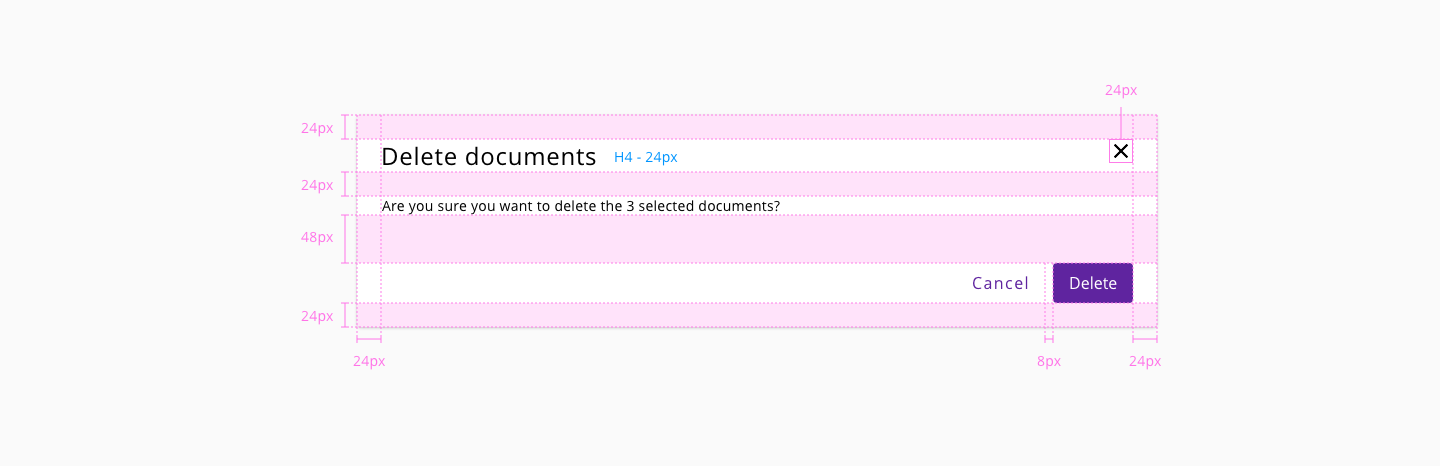 24px
24px
Delete documents H4 - 24px
24px
Are you sure you want to delete the 3 selected documents?
48px
Cancel Delete
24px
24px 8px 24px